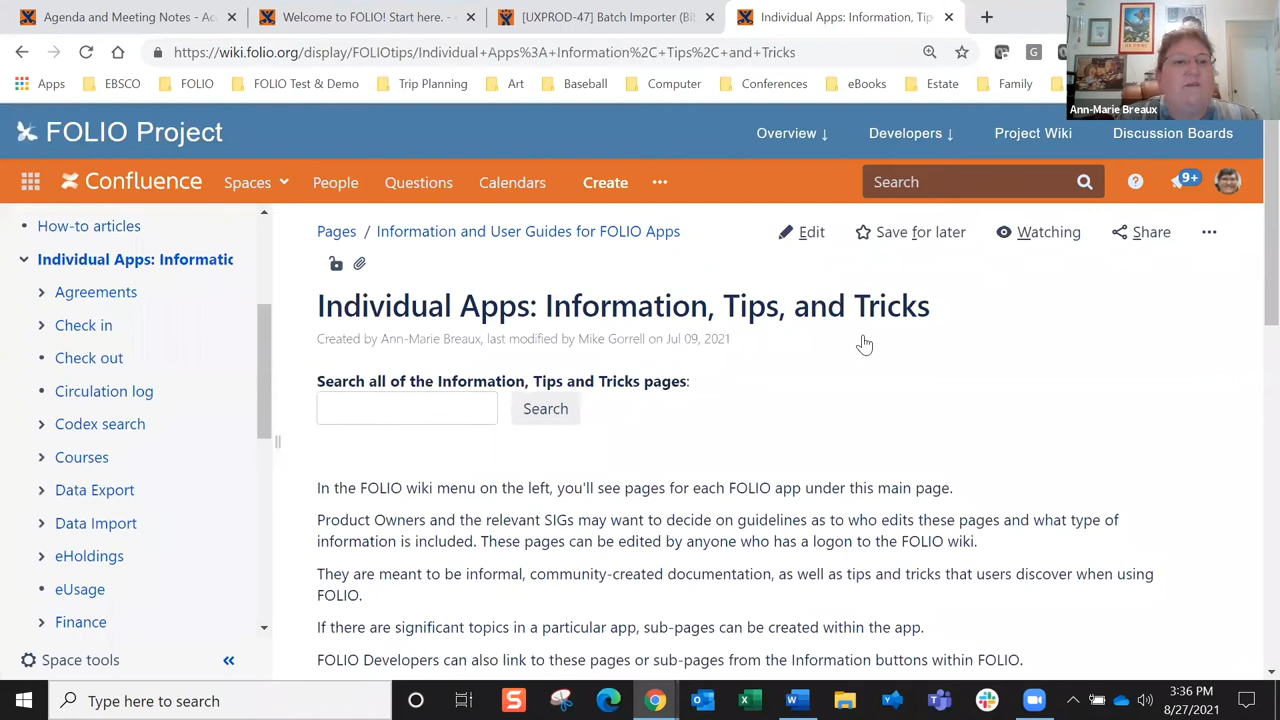 Agenda and Meeting Notes - Ac
Welcome to FOLIO! Start here. -
[UXPROD-47] Batch Importer (Bi
Individual Apps: Information, Tip
https://wiki.folio.org/display/FOLIOtips/Individual+Apps%3A+Information%2C+Tips%2C+and+Tricks
G
Apps EBSCO FOLIO FOLIO Test & Demo Trip Planning Art Baseball Computer Conferences eBooks Estate Family
Ann-Marie Breaux
FOLIO Project
Overview ↓ Developers ↓ Project Wiki Discussion Boards
Confluence Spaces People Questions Calendars Create ••• Search ? 9+
How-to articles
Individual Apps: Informatic
Agreements
Check in
Check out
Circulation log
Codex search
Courses
Data Export
Data Import
eHoldings
eUsage
Finance
Space tools «
Pages / Information and User Guides for FOLIO Apps
Edit Save for later Watching Share •••
Individual Apps: Information, Tips, and Tricks
Created by Ann-Marie Breaux, last modified by Mike Gorrell on Jul 09, 2021
Search all of the Information, Tips and Tricks pages:
Search
In the FOLIO wiki menu on the left, you'll see pages for each FOLIO app under this main page.
Product Owners and the relevant SIGs may want to decide on guidelines as to who edits these pages and what type of
information is included. These pages can be edited by anyone who has a logon to the FOLIO wiki.
They are meant to be informal, community-created documentation, as well as tips and tricks that users discover when using
FOLIO.
If there are significant topics in a particular app, sub-pages can be created within the app.
FOLIO Developers can also link to these pages or sub-pages from the Information buttons within FOLIO.
Type here to search
3:36 PM
8/27/2021